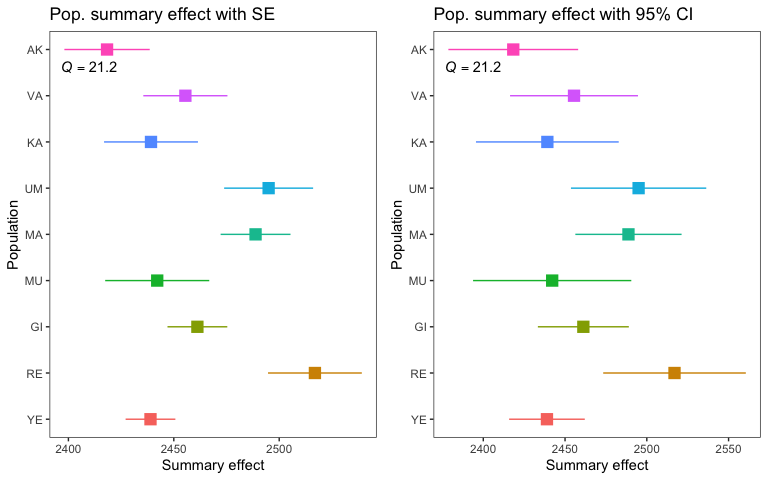 Pop. summary effect with SE
AK
Q = 21.2
VA
KA
UM
MA
MU
GI
RE
YE
Population
2400 2450 2500
Summary effect
Pop. summary effect with 95% CI
AK
Q = 21.2
VA
KA
UM
MA
MU
GI
RE
YE
Population
2400 2450 2500 2550
Summary effect